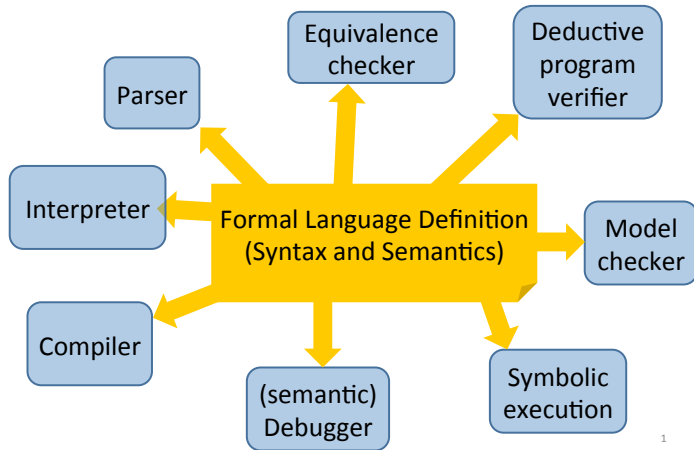 Equivalence
checker
Deductive
program
verifier
Parser
Interpreter
Formal Language Definition
(Syntax and Semantics)
Model
checker
Compiler
(semantic)
Debugger
Symbolic
execution
1